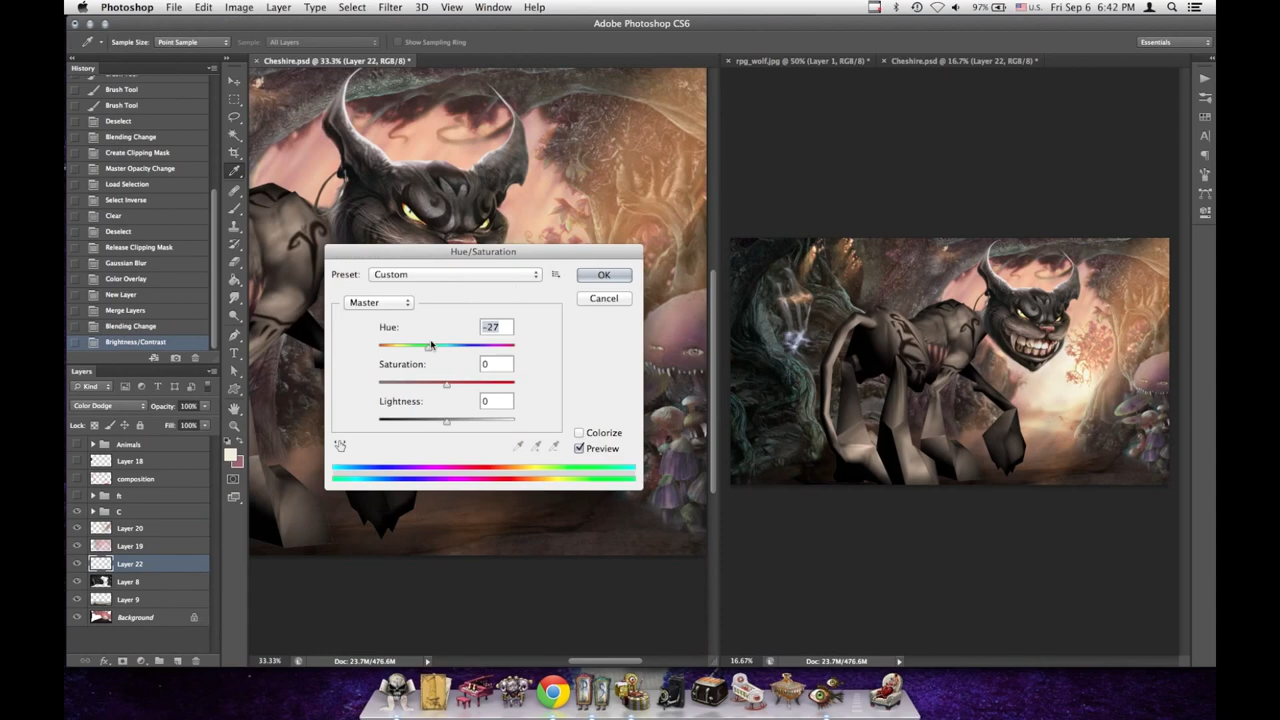 Photoshop File Edit Image Layer Type Select Filter 3D View Window Help 97% U.S. Fri Sep 6 6:42 PM
Adobe Photoshop CS6
Sample Size: Point Sample Sample: All Layers Show Sampling Ring Essentials
Cheshire.psd @ 33.3% (Layer 22, RGB/8) * rpg_wolf.jpg @ 50% (Layer 1, RGB/8) * Cheshire.psd @ 16.7% (Layer 22, RGB/8) *
History
Brush Tool
Brush Tool
Deselect
Blending Change
Create Clipping Mask
Master Opacity Change
Load Selection
Select Inverse
Clear
Deselect
Release Clipping Mask
Gaussian Blur
Color Overlay
New Layer
Merge Layers
Blending Change
Brightness/Contrast
Layers
Kind
Color Dodge Opacity: 100%
Lock: Fill: 100%
Animals
Layer 18
composition
ft
C
Layer 20
Layer 19
Layer 22
Layer 8
Layer 9
Background
Hue/Saturation
Preset: Custom OK
Cancel
Master
Hue: -27
Saturation: 0
Lightness: 0
Colorize
Preview
33.33% Doc: 23.7M/476.6M 16.67% Doc: 23.7M/476.6M